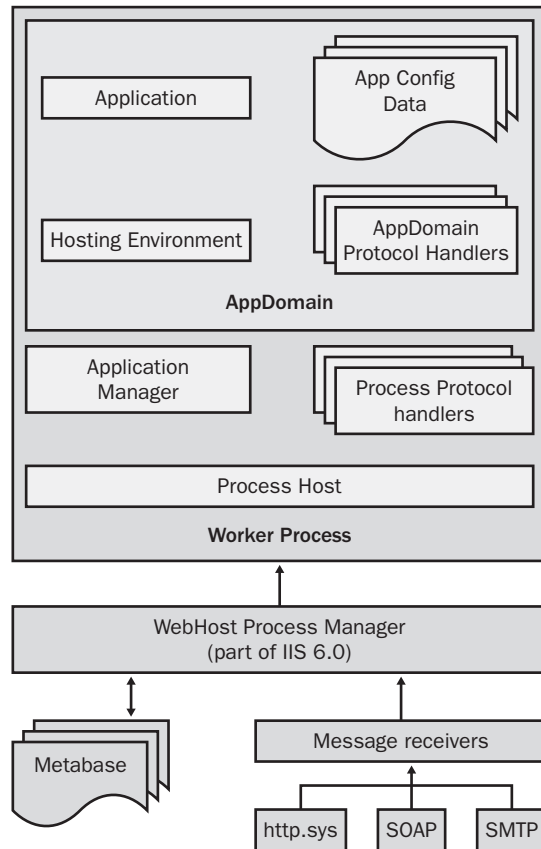 Application
App Config
Data
Hosting Environment
AppDomain
Protocol Handlers
AppDomain
Application
Manager
Process Protocol
handlers
Process Host
Worker Process
WebHost Process Manager
(part of IIS 6.0)
Metabase
Message receivers
http.sys
SOAP
SMTP